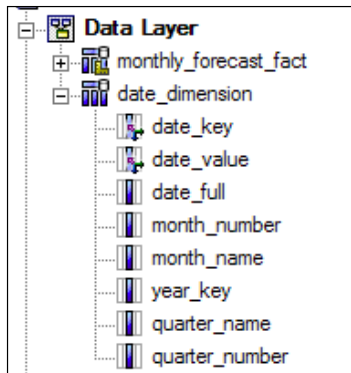 Data Layer
monthly_forecast_fact
date_dimension
date_key
date_value
date_full
month_number
month_name
year_key
quarter_name
quarter_number